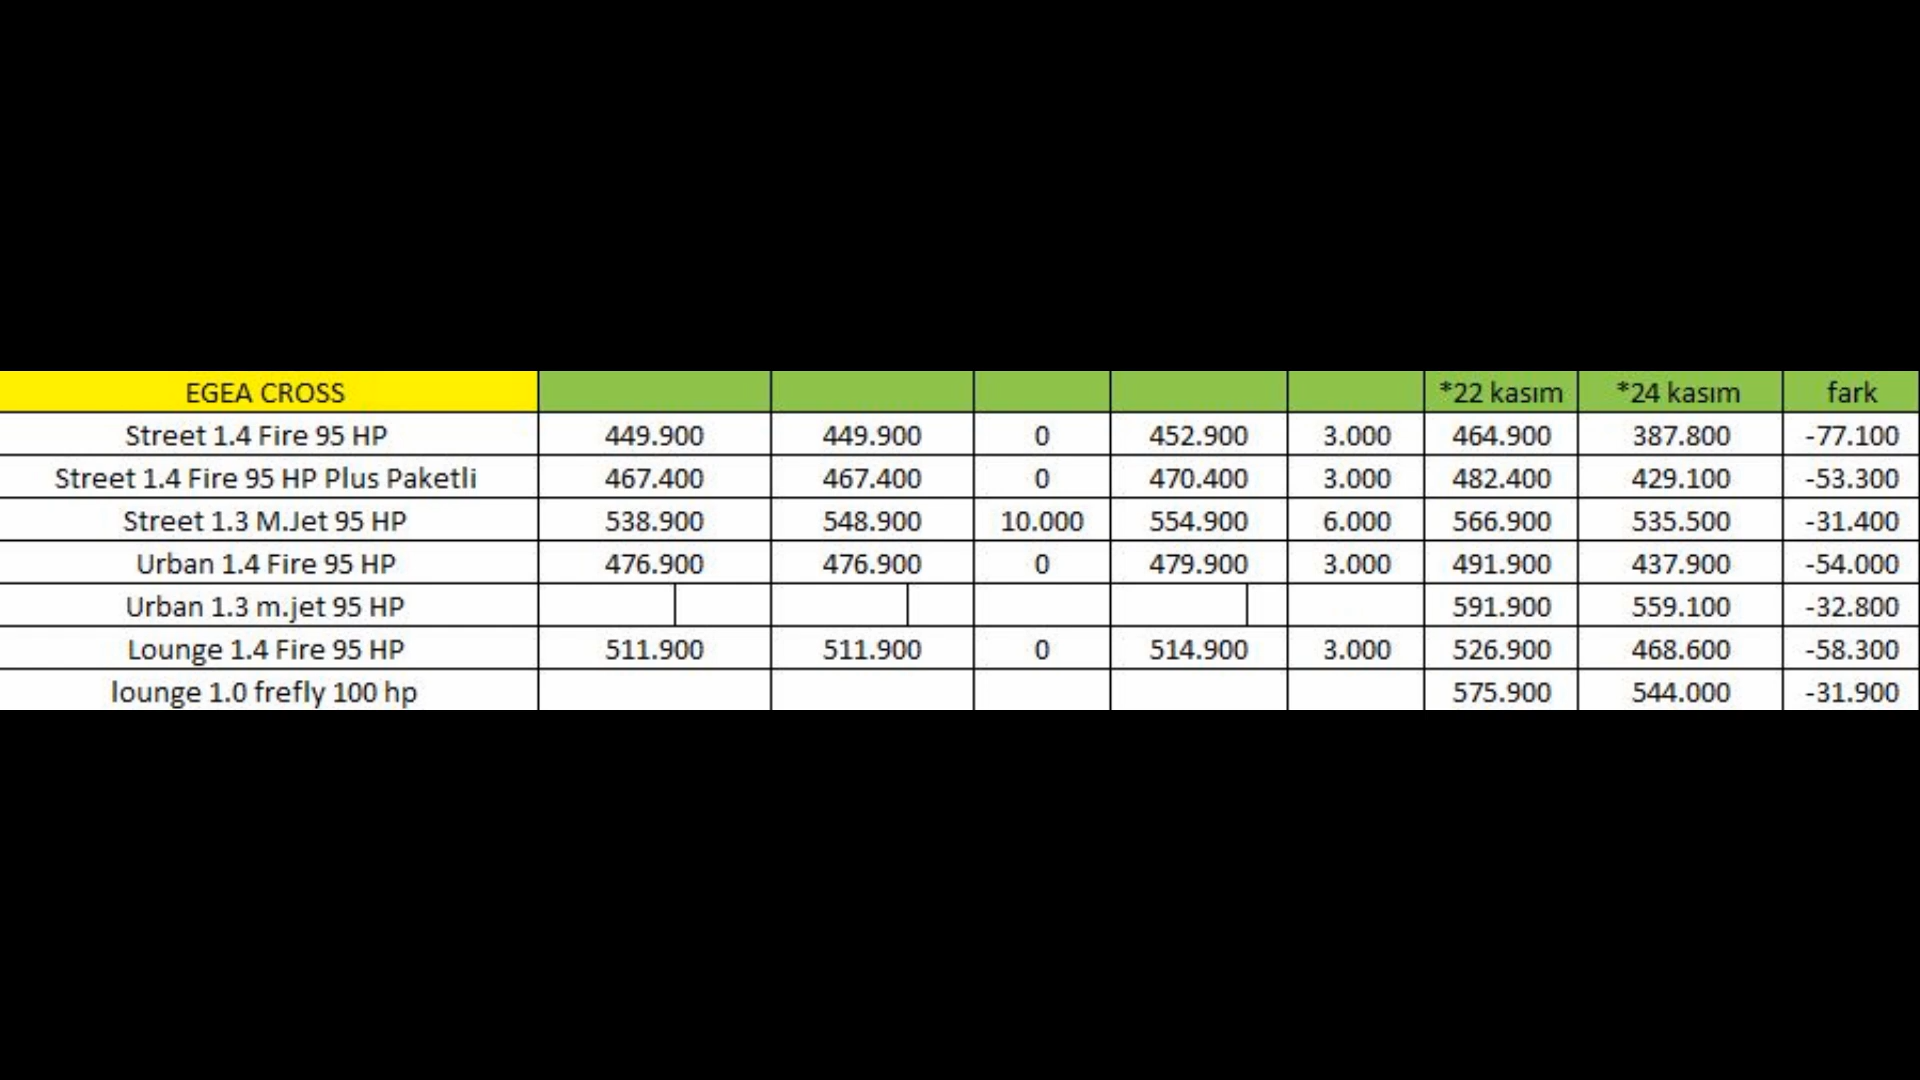 EGEA CROSS *22 kasım *24 kasım fark
Street 1.4 Fire 95 HP 449.900 449.900 0 452.900 3.000 464.900 387.800 -77.100
Street 1.4 Fire 95 HP Plus Paketli 467.400 467.400 0 470.400 3.000 482.400 429.100 -53.300
Street 1.3 M.Jet 95 HP 538.900 548.900 10.000 554.900 6.000 566.900 535.500 -31.400
Urban 1.4 Fire 95 HP 476.900 476.900 0 479.900 3.000 491.900 437.900 -54.000
Urban 1.3 m.jet 95 HP 591.900 559.100 -32.800
Lounge 1.4 Fire 95 HP 511.900 511.900 0 514.900 3.000 526.900 468.600 -58.300
lounge 1.0 frefly 100 hp 575.900 544.000 -31.900